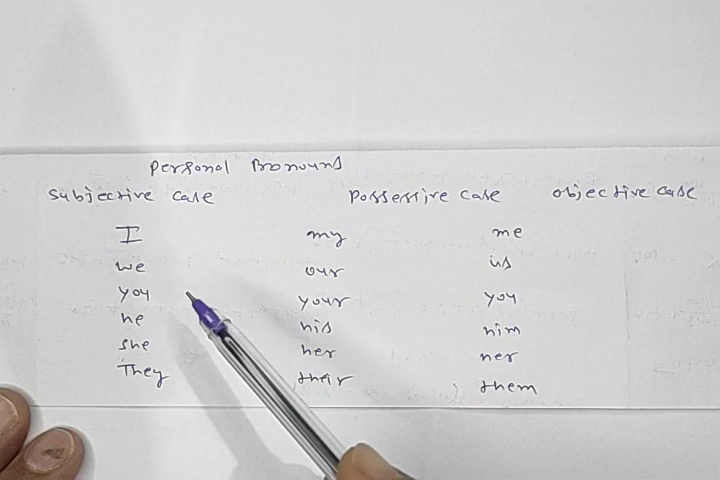 Personal Pronouns
Subjective case Possessive case objective case
I my me
we our us
you your you
he his him
she her her
They their them